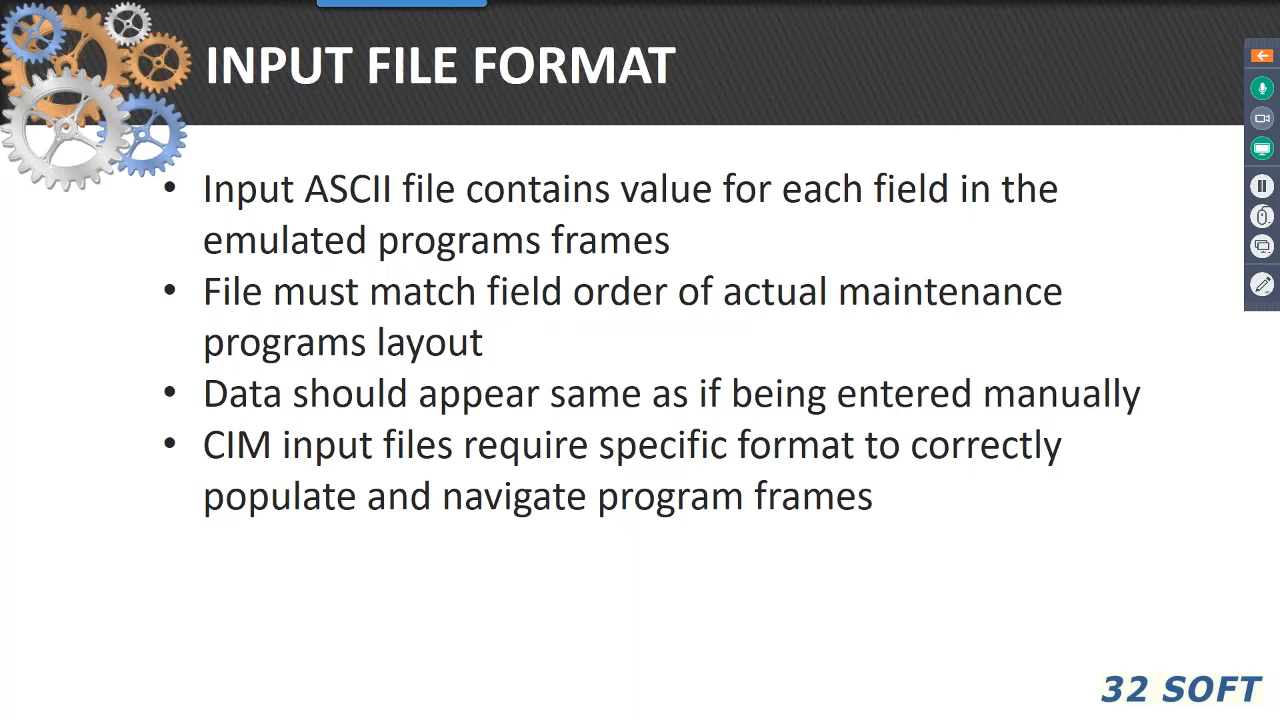 INPUT FILE FORMAT
• Input ASCII file contains value for each field in the
emulated programs frames
• File must match field order of actual maintenance
programs layout
• Data should appear same as if being entered manually
• CIM input files require specific format to correctly
populate and navigate program frames
32 SOFT